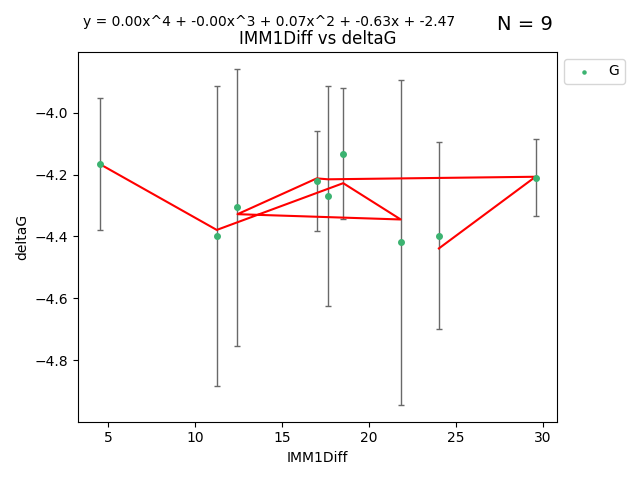 y = 0.00x^4 + -0.00x^3 + 0.07x^2 + -0.63x + -2.47
N = 9
IMM1Diff vs deltaG
G
−4.0
−4.2
−4.4
−4.6
−4.8
deltaG
5 10 15 20 25 30
IMM1Diff